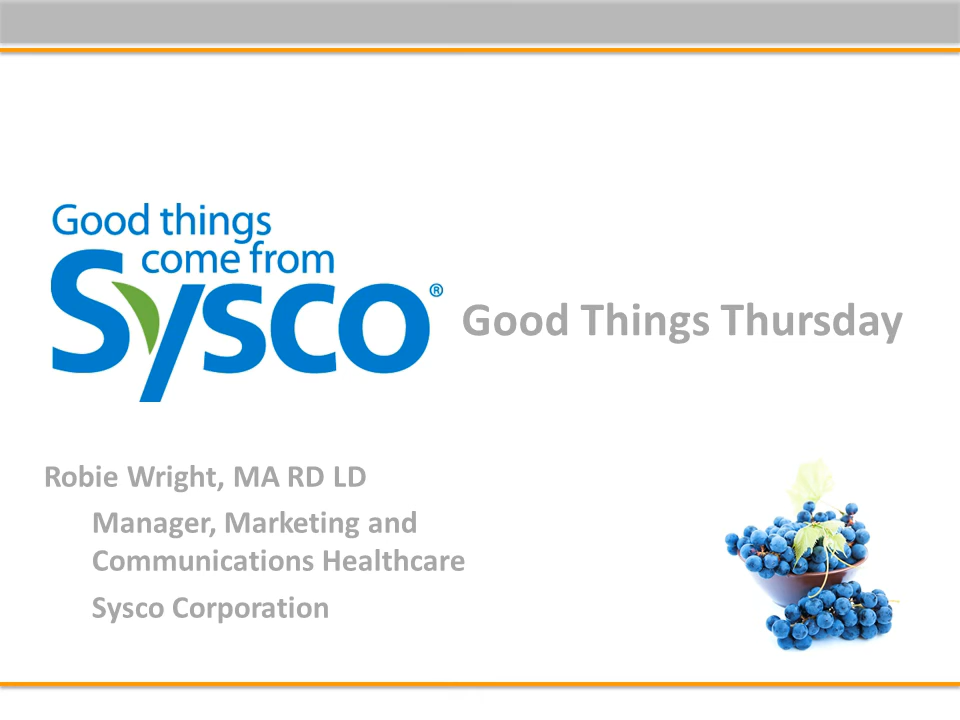 Good things
come from
Sysco®
Good Things Thursday
Robie Wright, MA RD LD
Manager, Marketing and
Communications Healthcare
Sysco Corporation